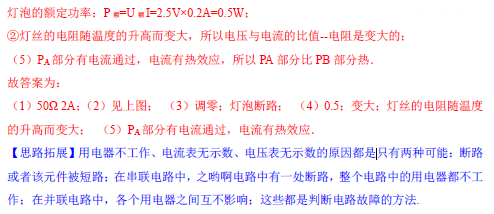 灯泡的额定功率：P 额=U 额I=2.5V×0.2A=0.5W；
②灯丝的电阻随温度的升高而变大，所以电压与电流的比值--电阻是变大的；
（5）PA部分有电流通过，电流有热效应，所以 PA 部分比 PB 部分热．
故答案为：
（1）50Ω 2A；（2）见上图；　（3）调零；灯泡断路；　（4）0.5；变大；灯丝的电阻随温度
的升高而变大；　（5）PA部分有电流通过，电流有热效应．
【思路拓展】用电器不工作、电流表无示数、电压表无示数的原因都是只有两种可能：断路
或者该元件被短路；在串联电路中，之哟啊电路中有一处断路，整个电路中的用电器都不工
作；在并联电路中，各个用电器之间互不影响；这些都是判断电路故障的方法.